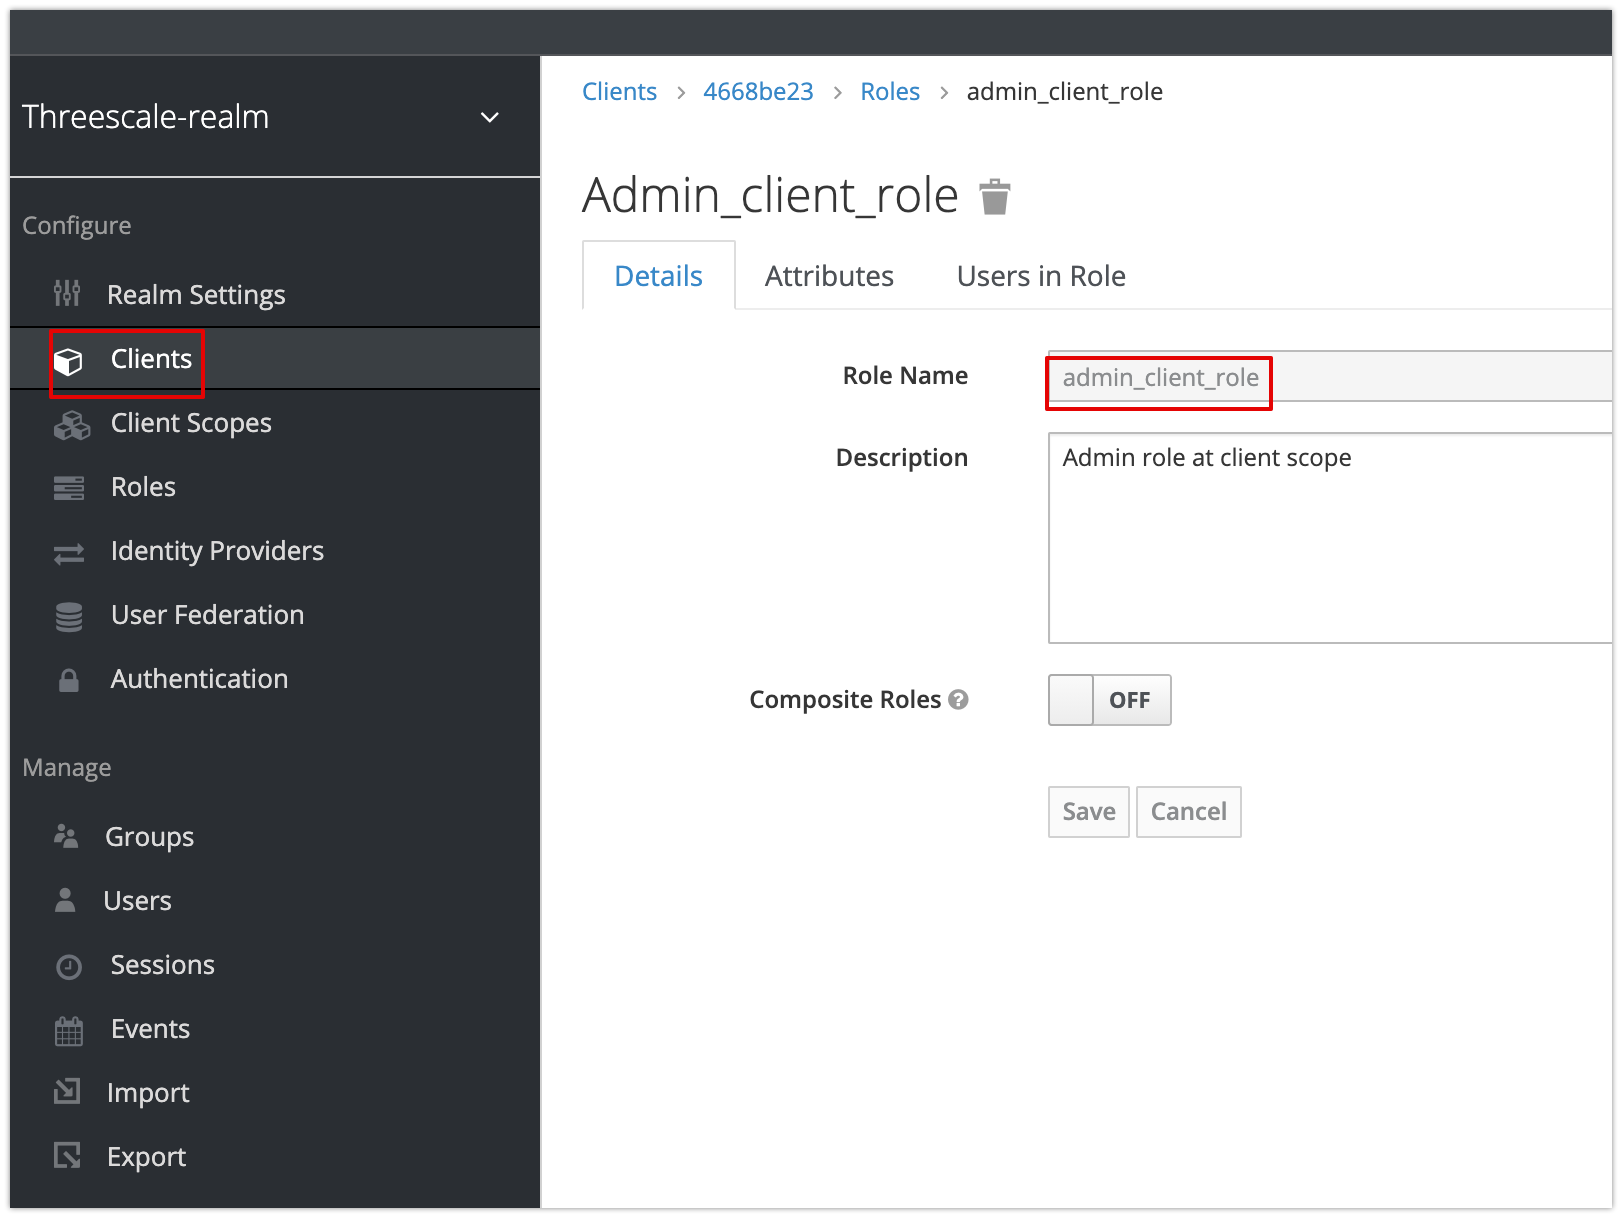 Threescale-realm
Configure
Realm Settings
Clients
Client Scopes
Roles
Identity Providers
User Federation
Authentication
Manage
Groups
Users
Sessions
Events
Import
Export
Clients > 4668be23 > Roles > admin_client_role
Admin_client_role
Details Attributes Users in Role
Role Name admin_client_role
Description Admin role at client scope
Composite Roles ? OFF
Save Cancel